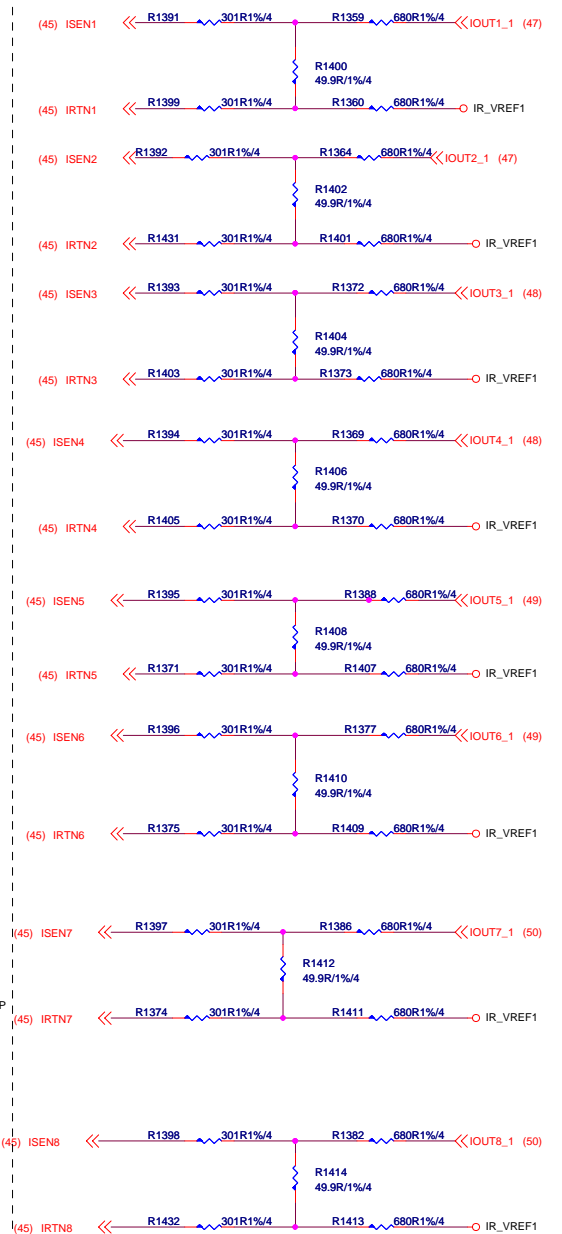 (45) ISEN1 R1391 301R1%/4 R1359 680R1%/4 IOUT1_1 (47)
R1400
49.9R/1%/4
(45) IRTN1 R1399 301R1%/4 R1360 680R1%/4 IR_VREF1
(45) ISEN2 R1392 301R1%/4 R1364 680R1%/4 IOUT2_1 (47)
R1402
49.9R/1%/4
(45) IRTN2 R1431 301R1%/4 R1401 680R1%/4 IR_VREF1
(45) ISEN3 R1393 301R1%/4 R1372 680R1%/4 IOUT3_1 (48)
R1404
49.9R/1%/4
(45) IRTN3 R1403 301R1%/4 R1373 680R1%/4 IR_VREF1
(45) ISEN4 R1394 301R1%/4 R1369 680R1%/4 IOUT4_1 (48)
R1406
49.9R/1%/4
(45) IRTN4 R1405 301R1%/4 R1370 680R1%/4 IR_VREF1
(45) ISEN5 R1395 301R1%/4 R1388 680R1%/4 IOUT5_1 (49)
R1408
49.9R/1%/4
(45) IRTN5 R1371 301R1%/4 R1407 680R1%/4 IR_VREF1
(45) ISEN6 R1396 301R1%/4 R1377 680R1%/4 IOUT6_1 (49)
R1410
49.9R/1%/4
(45) IRTN6 R1375 301R1%/4 R1409 680R1%/4 IR_VREF1
(45) ISEN7 R1397 301R1%/4 R1386 680R1%/4 IOUT7_1 (50)
R1412
49.9R/1%/4
P
(45) IRTN7 R1374 301R1%/4 R1411 680R1%/4 IR_VREF1
(45) ISEN8 R1398 301R1%/4 R1382 680R1%/4 IOUT8_1 (50)
R1414
49.9R/1%/4
(45) IRTN8 R1432 301R1%/4 R1413 680R1%/4 IR_VREF1